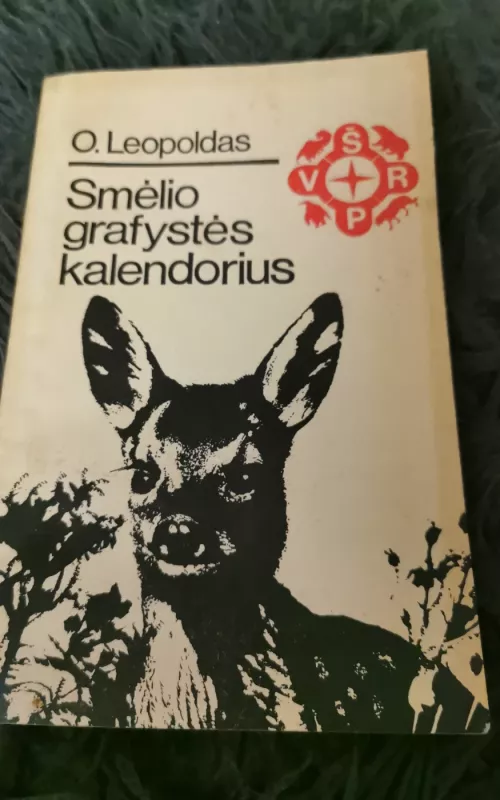 O. Leopoldas
Smėlio
grafystės
kalendorius
Š
V R
P